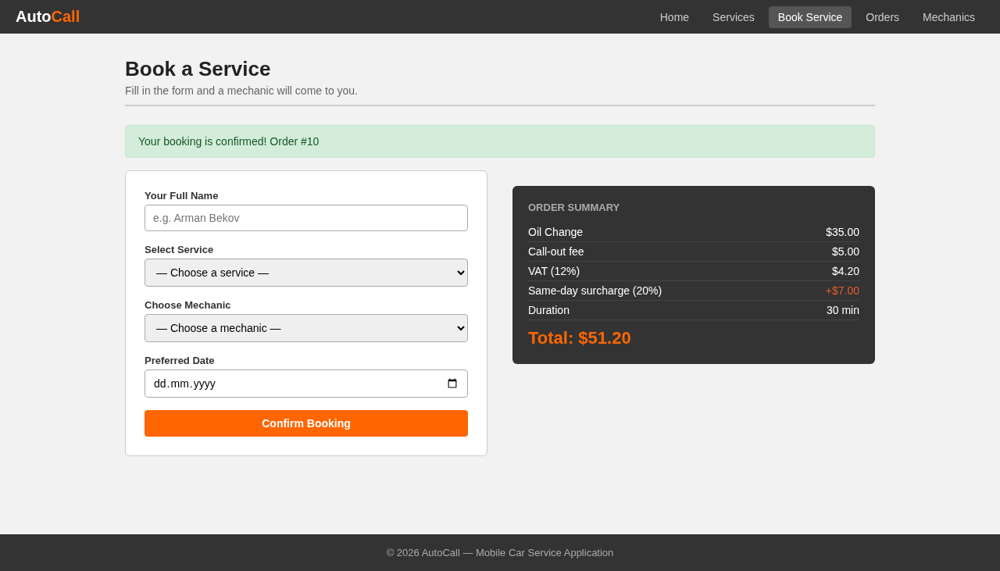 AutoCall
Home Services Book Service Orders Mechanics
Book a Service
Fill in the form and a mechanic will come to you.
Your booking is confirmed! Order #10
Your Full Name
e.g. Arman Bekov
Select Service
— Choose a service —
Choose Mechanic
— Choose a mechanic —
Preferred Date
dd.mm.yyyy
Confirm Booking
ORDER SUMMARY
Oil Change $35.00
Call-out fee $5.00
VAT (12%) $4.20
Same-day surcharge (20%) +$7.00
Duration 30 min
Total: $51.20
© 2026 AutoCall — Mobile Car Service Application